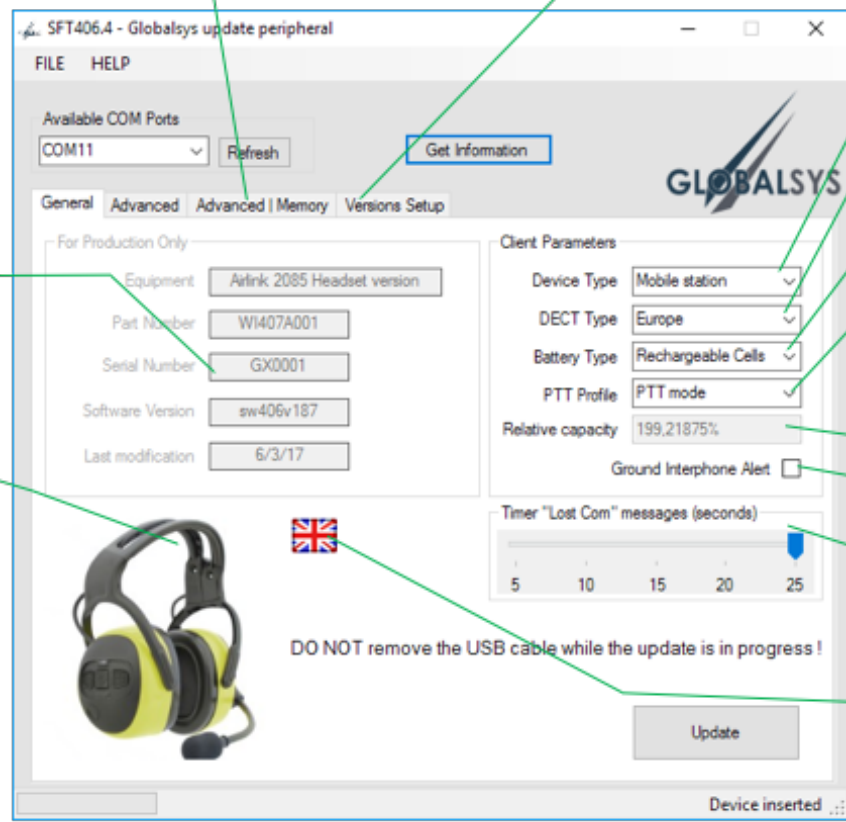 SFT406.4 - Globalsys update peripheral
FILE HELP
Available COM Ports
COM11 Refresh Get Information
GLOBALSYS
General Advanced Advanced | Memory Versions Setup
For Production Only
Equipment Airlink 2085 Headset version
Part Number WI407A001
Serial Number GX0001
Software Version sw406v187
Last modification 6/3/17
Client Parameters
Device Type Mobile station
DECT Type Europe
Battery Type Rechargeable Cells
PTT Profile PTT mode
Relative capacity 199,21875%
Ground Interphone Alert
Timer "Lost Com" messages (seconds)
5 10 15 20 25
DO NOT remove the USB cable while the update is in progress !
Update
Device inserted